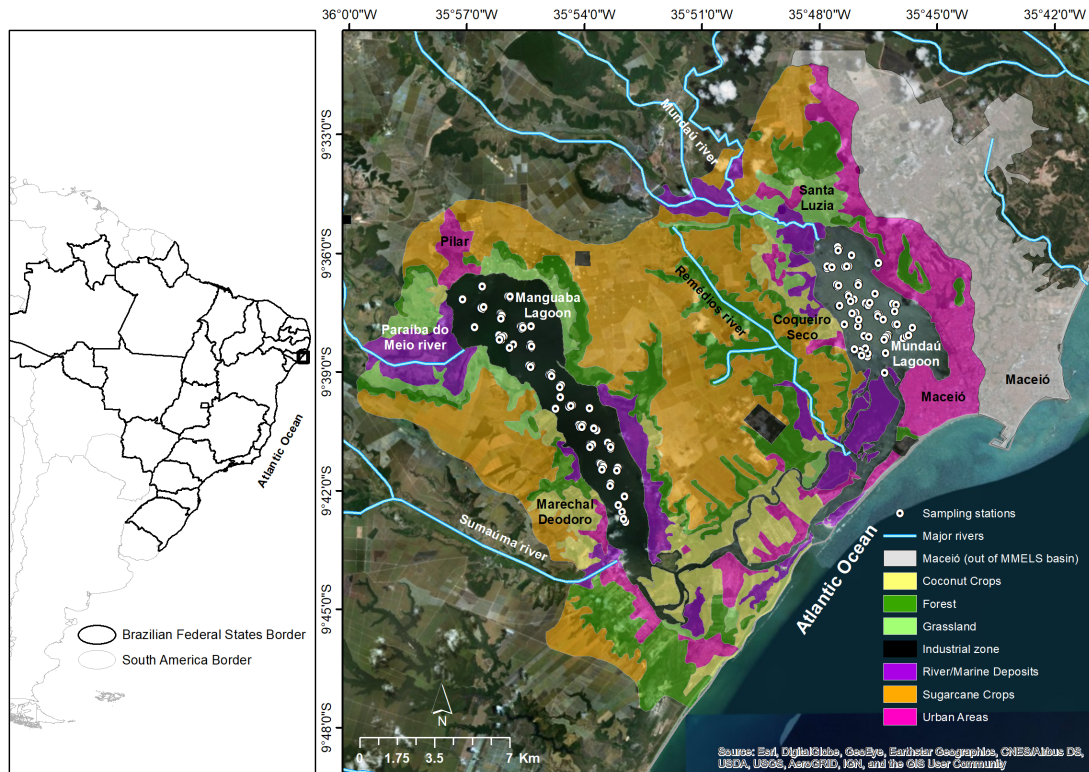 36°0'0"W
35°57'0"W
35°54'0"W
35°51'0"W
35°48'0"W
35°45'0"W
35°42'0"W
9°33'0"S
9°36'0"S
9°39'0"S
9°42'0"S
9°45'0"S
9°48'0"S
Atlantic Ocean
Brazilian Federal States Border
South America Border
Mundaú river
Santa
Luzia
Pilar
Manguaba
Lagoon
Remédios river
Paraíba do
Meio river
Coqueiro
Seco
Mundaú
Lagoon
Maceió
Maceió
Marechal
Deodoro
Sumaúma river
Atlantic Ocean
Sampling stations
Major rivers
Maceió (out of MMELS basin)
Coconut Crops
Forest
Grassland
Industrial zone
River/Marine Deposits
Sugarcane Crops
Urban Areas
N
0 1.75 3.5 7 Km
Source: Esri, DigitalGlobe, GeoEye, Earthstar Geographics, CNES/Airbus DS,
USDA, USGS, AeroGRID, IGN, and the GIS User Community